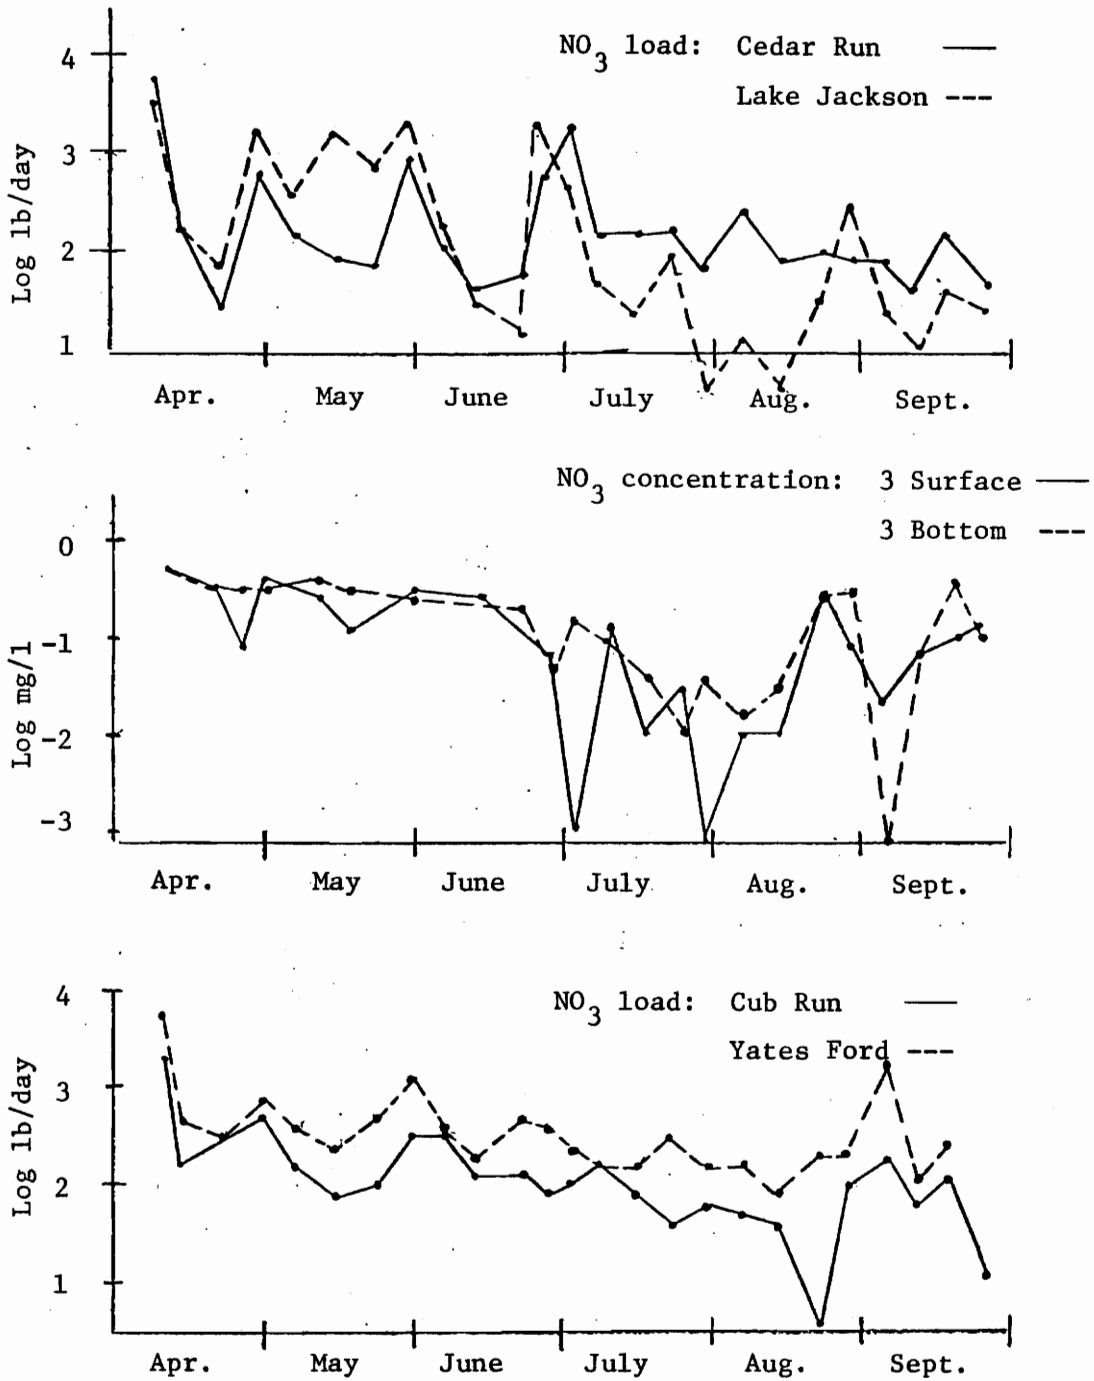 NO3 load: Cedar Run
Lake Jackson
Log lb/day
4
3
2
1
Apr. May June July Aug. Sept.
NO3 concentration: 3 Surface
3 Bottom
Log mg/l
0
-1
-2
-3
Apr. May June July Aug. Sept.
NO3 load: Cub Run
Yates Ford
Log lb/day
4
3
2
1
Apr. May June July Aug. Sept.